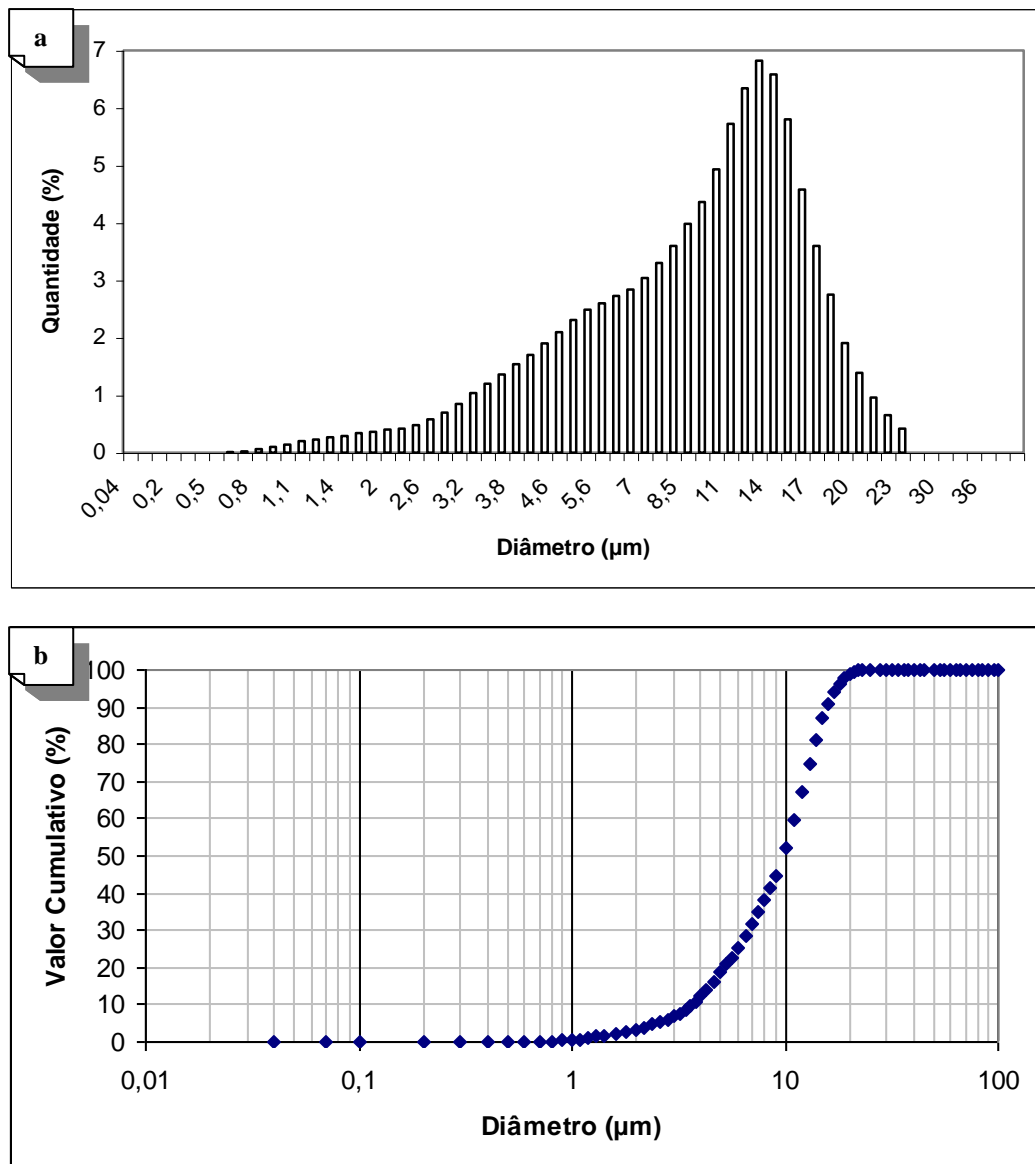 a
Quantidade (%)
7
6
5
4
3
2
1
0
0,04 0,2 0,5 0,8 1,1 1,4 2 2,6 3,2 3,8 4,6 5,6 7 8,5 11 14 17 20 23 30 36
Diâmetro (µm)
b
Valor Cumulativo (%)
100
90
80
70
60
50
40
30
20
10
0
0,01 0,1 1 10 100
Diâmetro (µm)